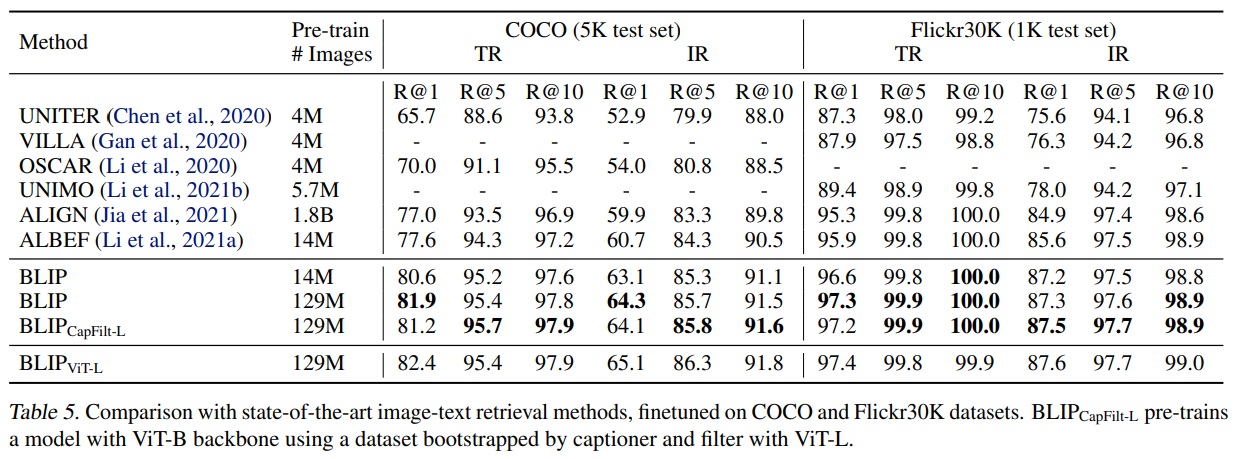 Method Pre-train # Images COCO (5K test set) Flickr30K (1K test set)
TR IR TR IR
R@1 R@5 R@10 R@1 R@5 R@10 R@1 R@5 R@10 R@1 R@5 R@10
UNITER (Chen et al., 2020) 4M 65.7 88.6 93.8 52.9 79.9 88.0 87.3 98.0 99.2 75.6 94.1 96.8
VILLA (Gan et al., 2020) 4M - - - - - - 87.9 97.5 98.8 76.3 94.2 96.8
OSCAR (Li et al., 2020) 4M 70.0 91.1 95.5 54.0 80.8 88.5 - - - - - -
UNIMO (Li et al., 2021b) 5.7M - - - - - - 89.4 98.9 99.8 78.0 94.2 97.1
ALIGN (Jia et al., 2021) 1.8B 77.0 93.5 96.9 59.9 83.3 89.8 95.3 99.8 100.0 84.9 97.4 98.6
ALBEF (Li et al., 2021a) 14M 77.6 94.3 97.2 60.7 84.3 90.5 95.9 99.8 100.0 85.6 97.5 98.9
BLIP 14M 80.6 95.2 97.6 63.1 85.3 91.1 96.6 99.8 100.0 87.2 97.5 98.8
BLIP 129M 81.9 95.4 97.8 64.3 85.7 91.5 97.3 99.9 100.0 87.3 97.6 98.9
BLIP CapFilt-L 129M 81.2 95.7 97.9 64.1 85.8 91.6 97.2 99.9 100.0 87.5 97.7 98.9
BLIP ViT-L 129M 82.4 95.4 97.9 65.1 86.3 91.8 97.4 99.8 99.9 87.6 97.7 99.0
Table 5. Comparison with state-of-the-art image-text retrieval methods, finetuned on COCO and Flickr30K datasets. BLIP CapFilt-L pre-trains
a model with ViT-B backbone using a dataset bootstrapped by captioner and filter with ViT-L.